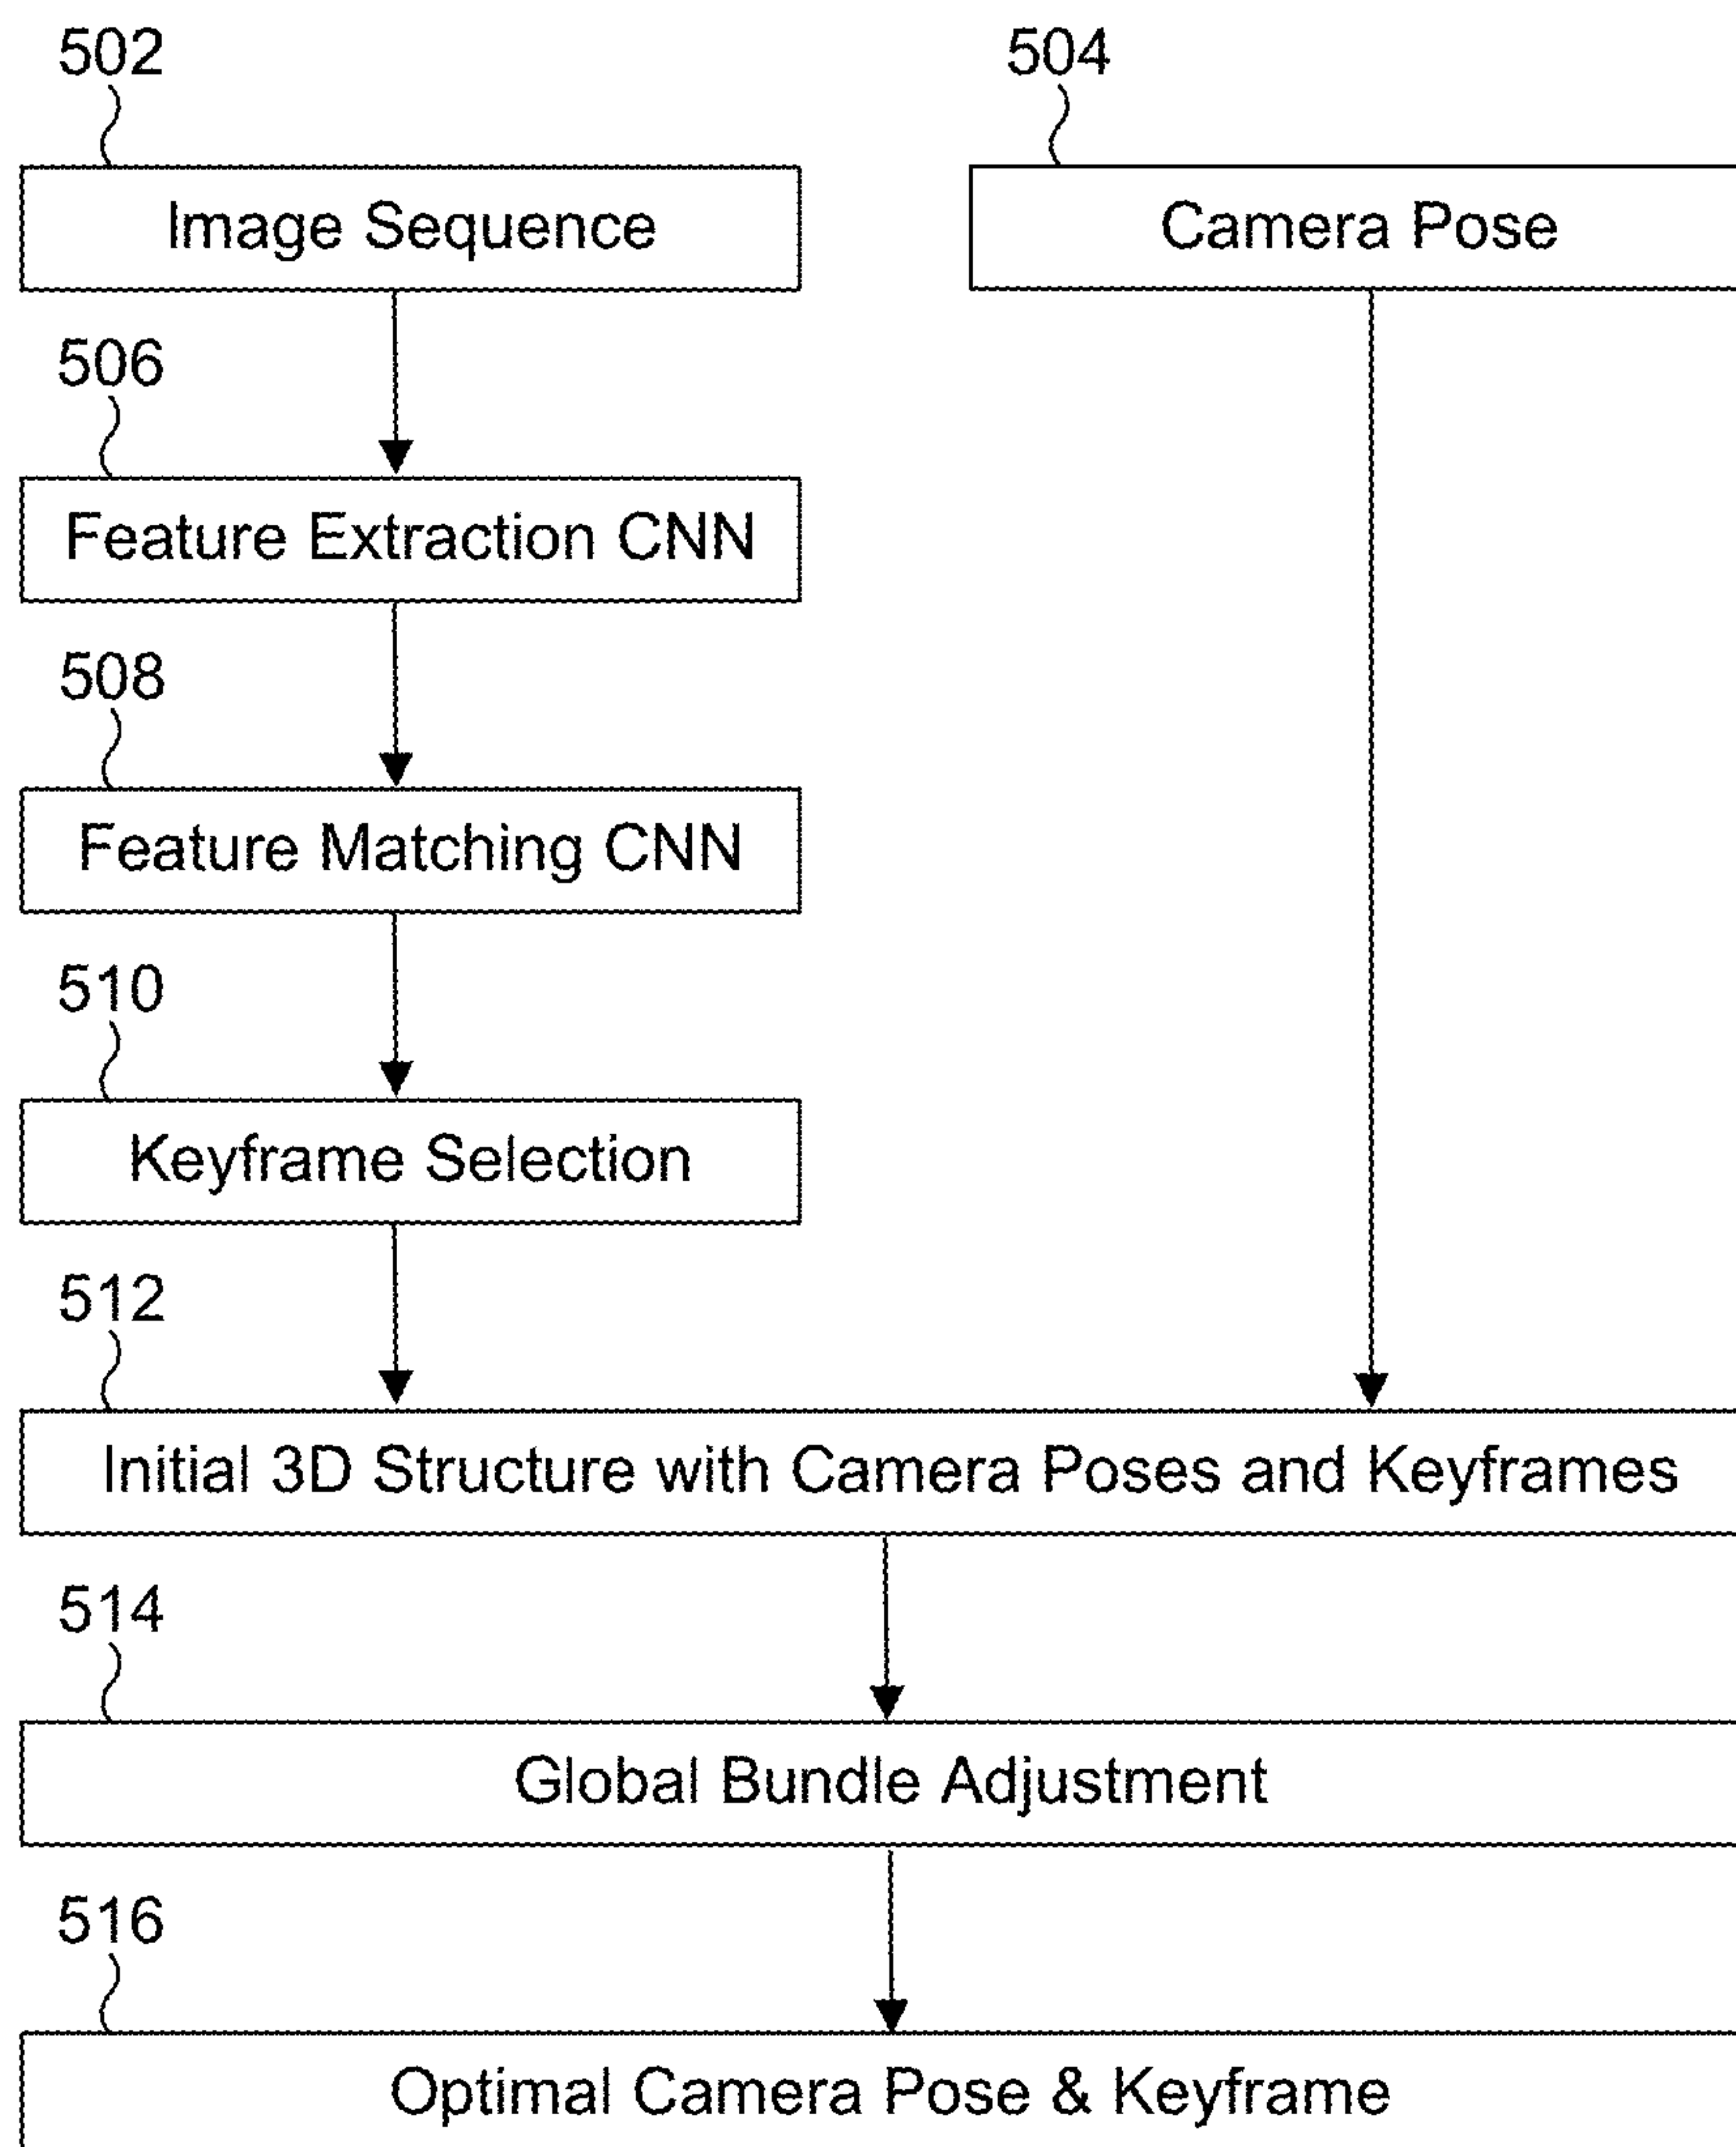 502
504
Image Sequence
Camera Pose
506
Feature Extraction CNN
508
Feature Matching CNN
510
Keyframe Selection
512
Initial 3D Structure with Camera Poses and Keyframes
514
Global Bundle Adjustment
516
Optimal Camera Pose & Keyframe